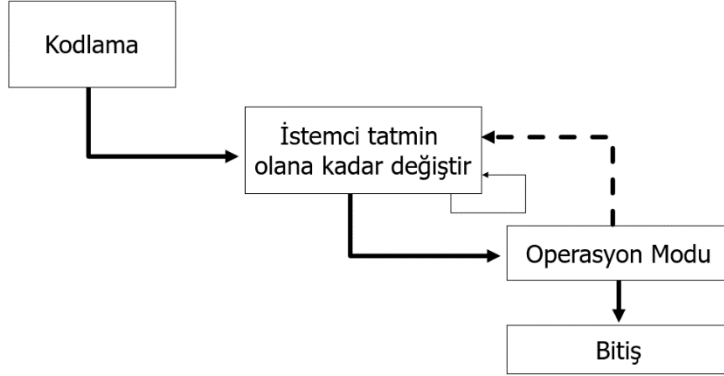 Kodlama
İstemci tatmin
olana kadar değiştir
Operasyon Modu
Bitiş